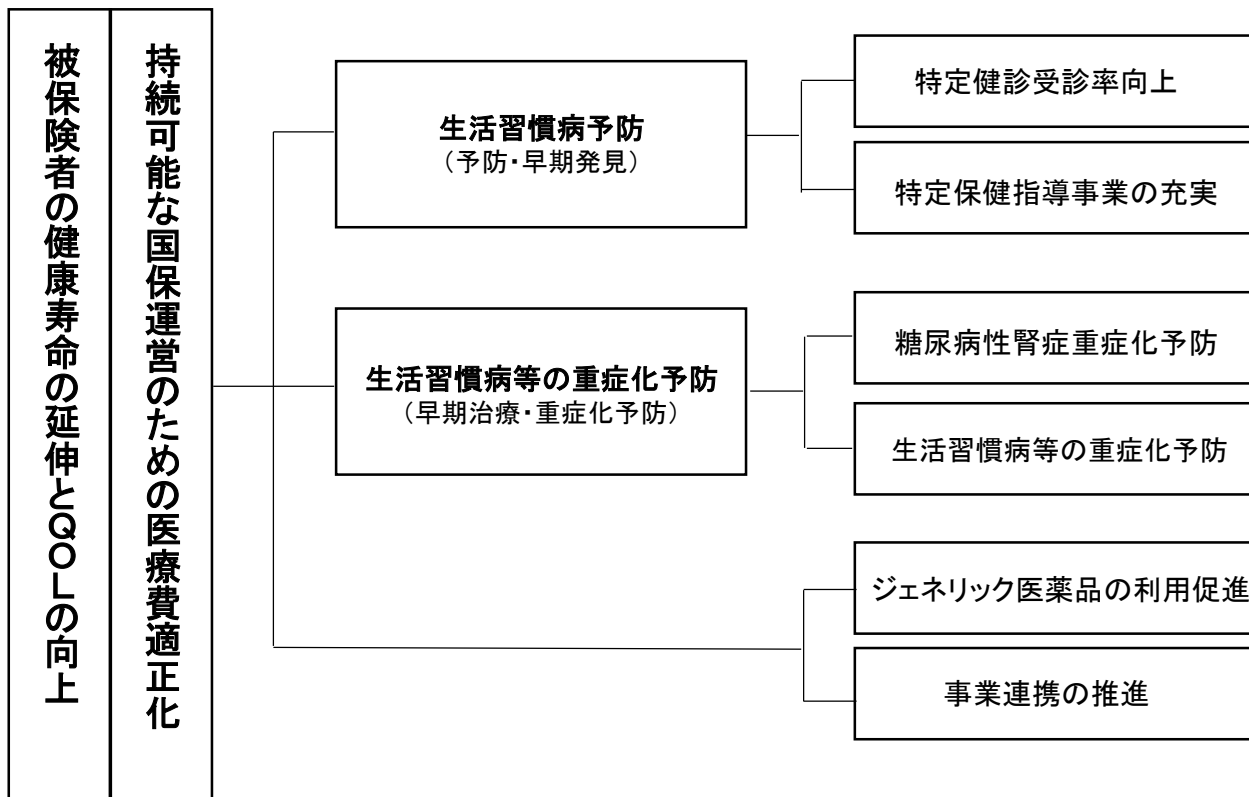 被保険者の健康寿命の延伸とQOLの向上
持続可能な国保運営のための医療費適正化
生活習慣病予防
（予防・早期発見）
特定健診受診率向上
特定保健指導事業の充実
生活習慣病等の重症化予防
（早期治療・重症化予防）
糖尿病性腎症重症化予防
生活習慣病等の重症化予防
ジェネリック医薬品の利用促進
事業連携の推進